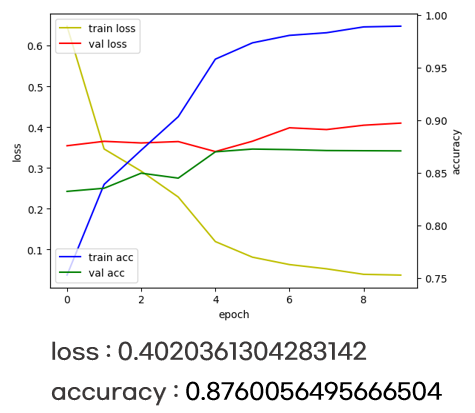 train loss
val loss
train acc
val acc
0.6
0.5
0.4
0.3
0.2
0.1
loss
1.00
0.95
0.90
0.85
0.80
0.75
accuracy
0
2
4
6
8
epoch
loss : 0.4020361304283142
accuracy : 0.8760056495666504